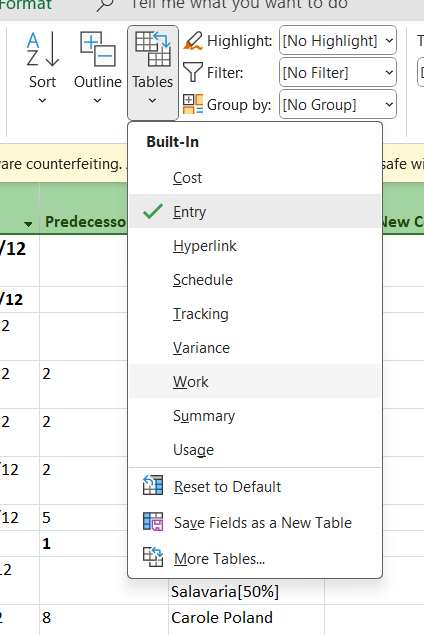 Format
Tell me what you want to do
Sort
Outline
Tables
Highlight:
[No Highlight]
Filter:
[No Filter]
Group by:
[No Group]
T
Built-In
Cost
Entry
Hyperlink
Schedule
Tracking
Variance
Work
Summary
Usage
Reset to Default
Save Fields as a New Table
More Tables...
are counterfeiting.
safe wi
Predecesso
New C
/12
/12
2
2 2
2 2
/12 2
/12 5
1
12
Salavaria[50%]
2 8 Carole Poland